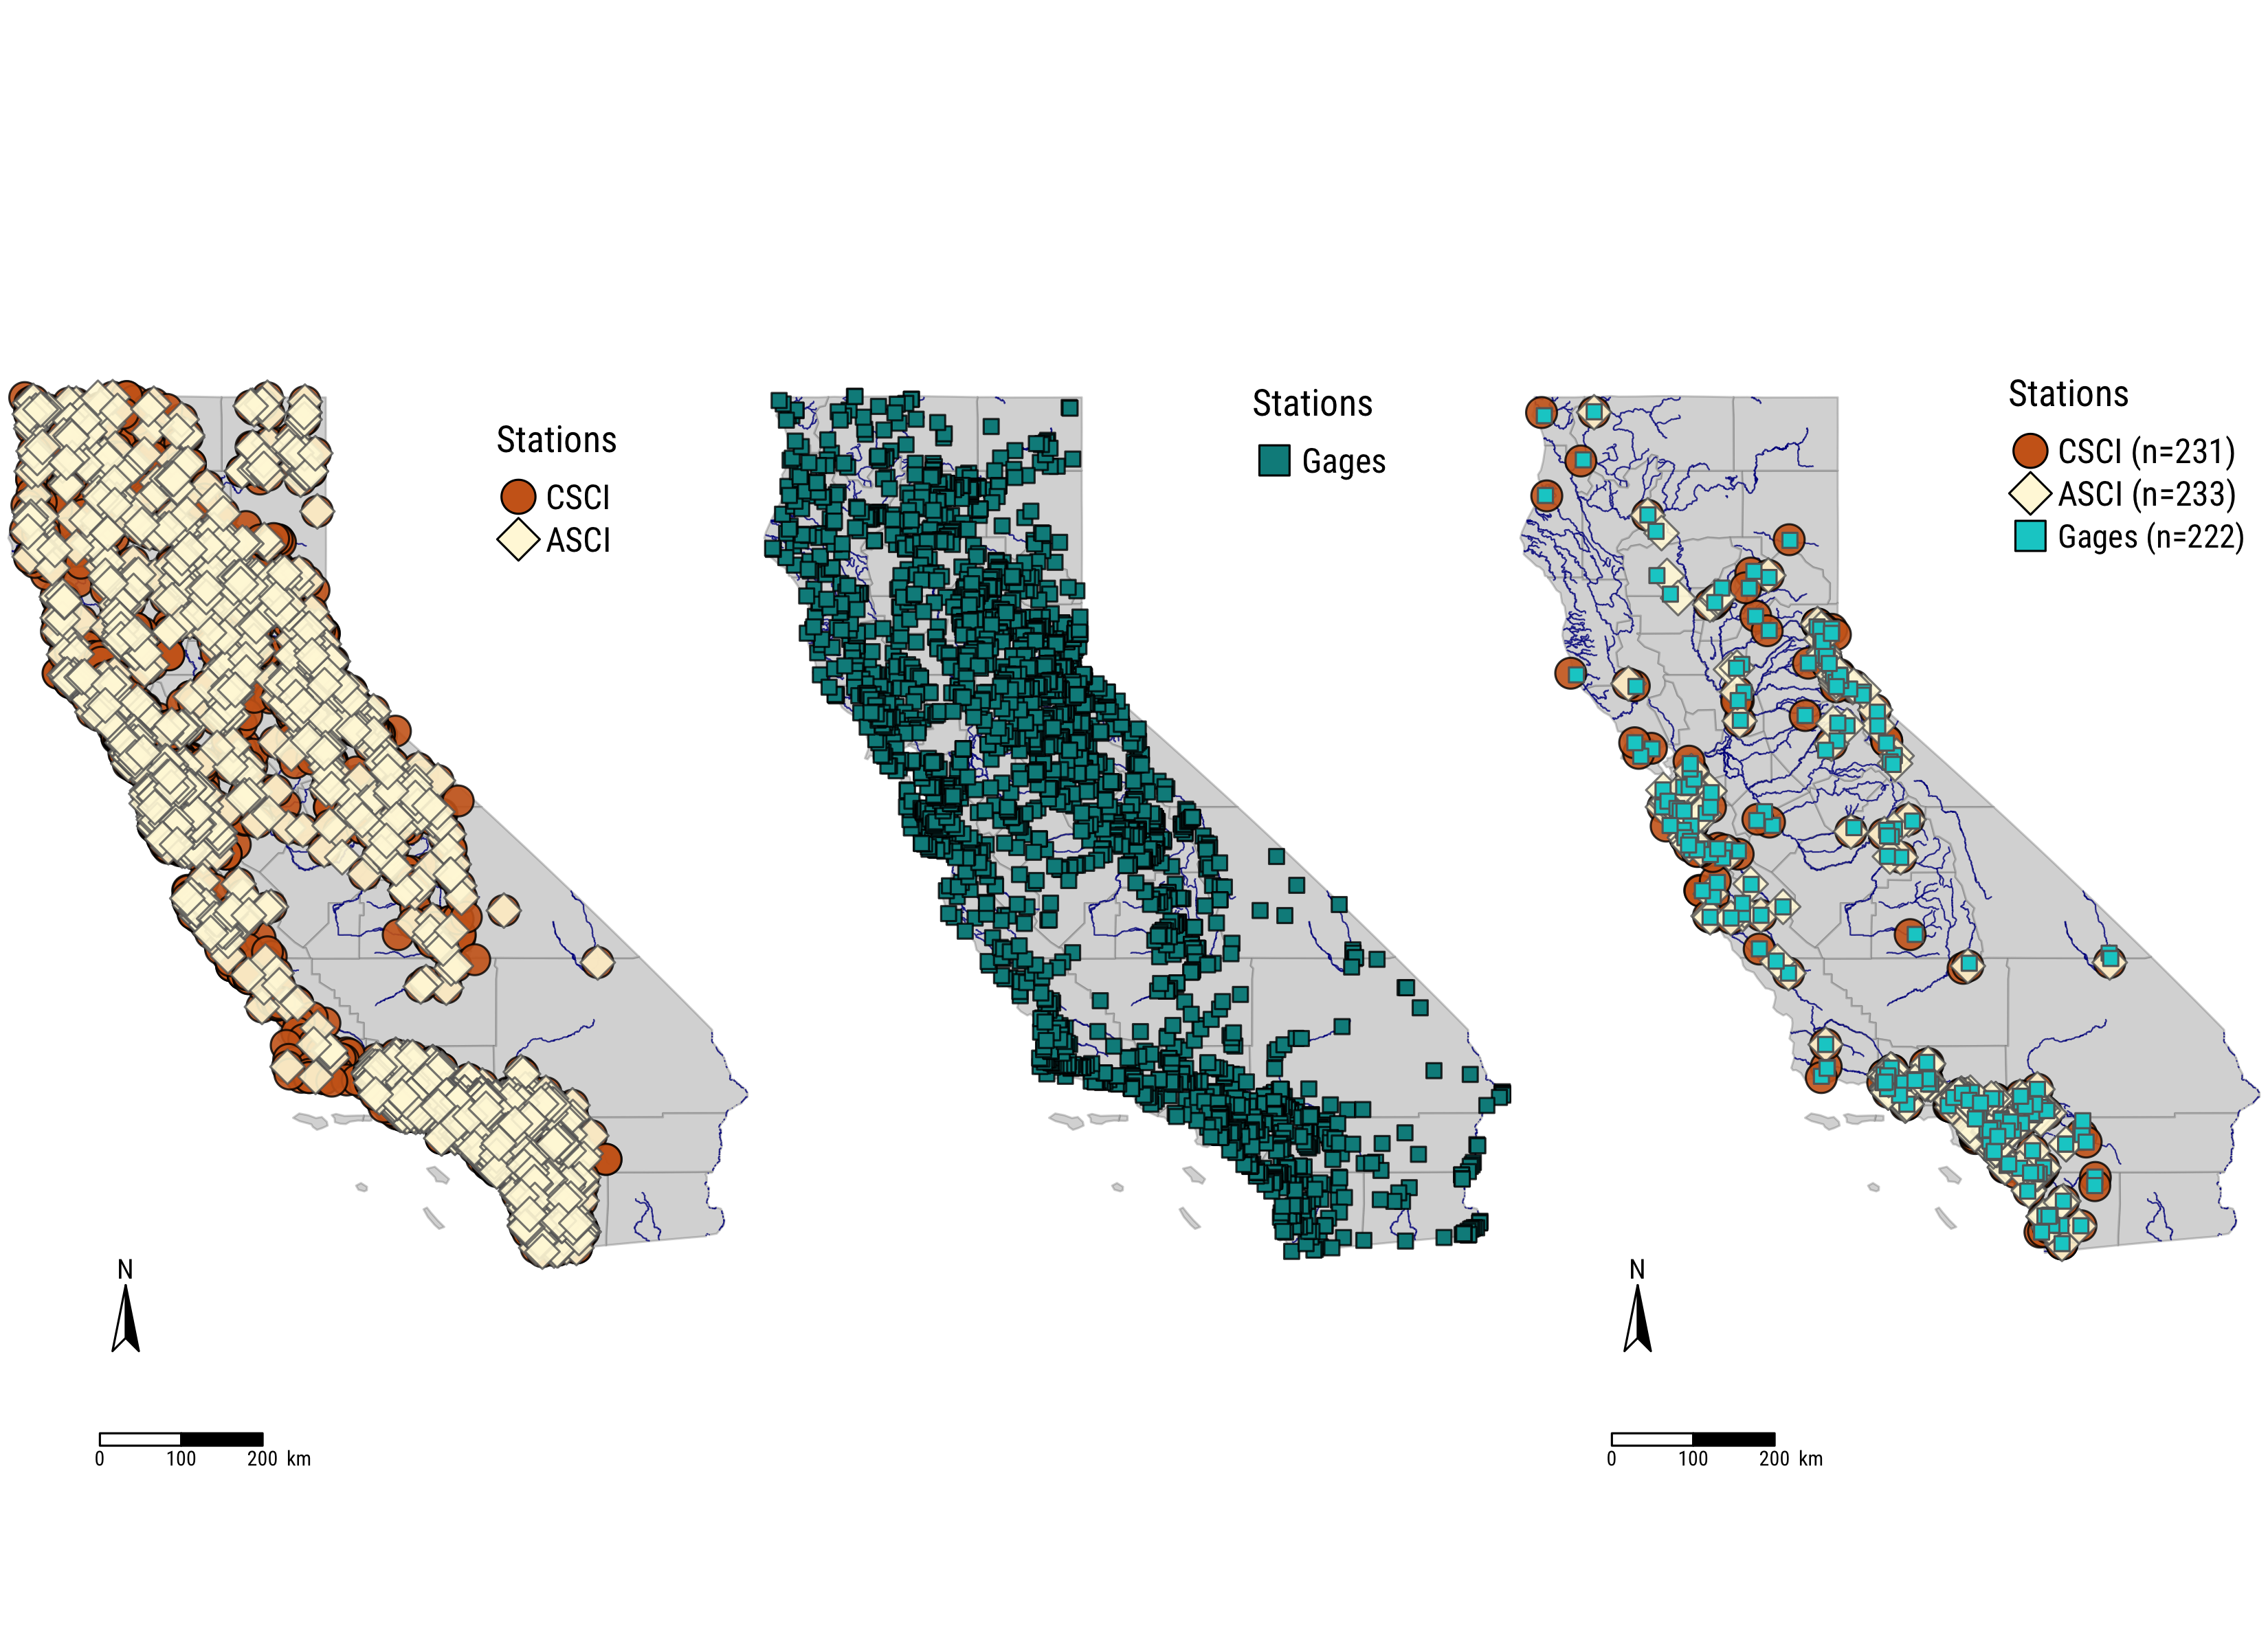 Stations
CSCI
ASCI
N
0 100 200 km
Stations
Gages
Stations
CSCI (n=231)
ASCI (n=233)
Gages (n=222)
N
0 100 200 km